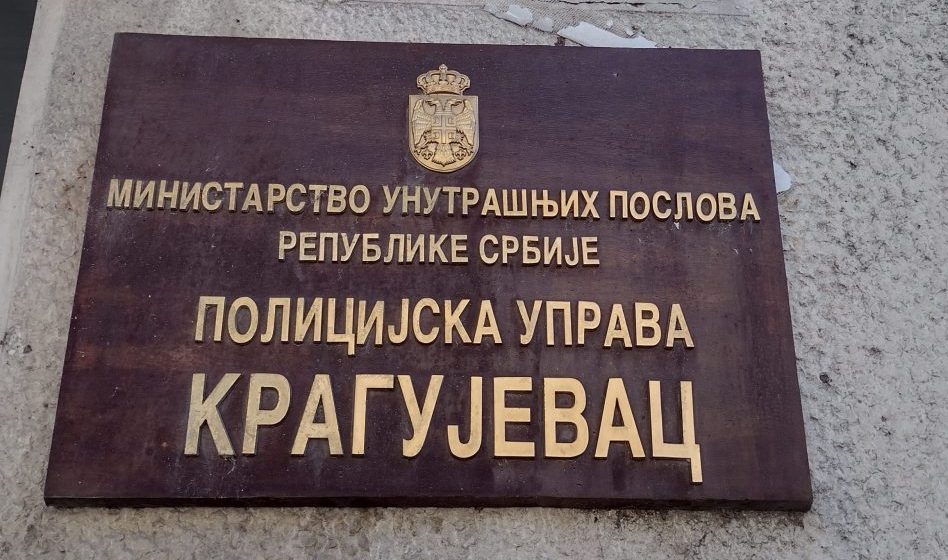 МИНИСТАРСТВО УНУТРАШЊИХ ПОСЛОВА
РЕПУБЛИКЕ СРБИЈЕ
ПОЛИЦИЈСКА УПРАВА
КРАГУЈЕВАЦ